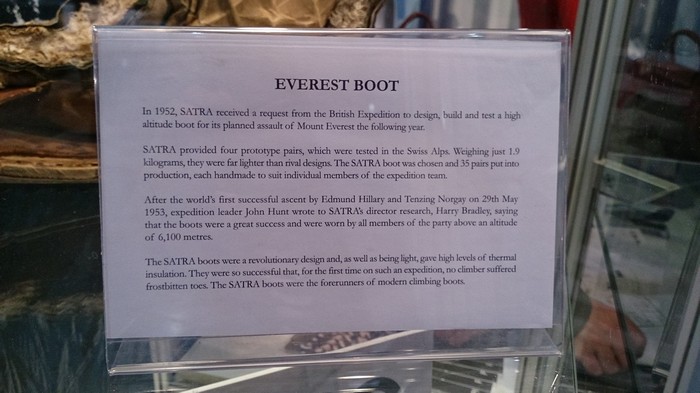 EVEREST BOOT
In 1952, SATRA received a request from the British Expedition to design, build and test a high
altitude boot for its planned assault of Mount Everest the following year.
SATRA provided four prototype pairs, which were tested in the Swiss Alps. Weighing just 1.9
kilograms, they were far lighter than rival designs. The SATRA boot was chosen and 35 pairs put into
production, each handmade to suit individual members of the expedition team.
After the world's first successful ascent by Edmund Hillary and Tenzing Norgay on 29th May
1953, expedition leader John Hunt wrote to SATRA's director research, Harry Bradley, saying
that the boots were a great success and were worn by all members of the party above an altitude
of 6,100 metres.
The SATRA boots were a revolutionary design and, as well as being light, gave high levels of thermal
insulation. They were so successful that, for the first time on such an expedition, no climber suffered
frostbitten toes. The SATRA boots were the forerunners of modern climbing boots.